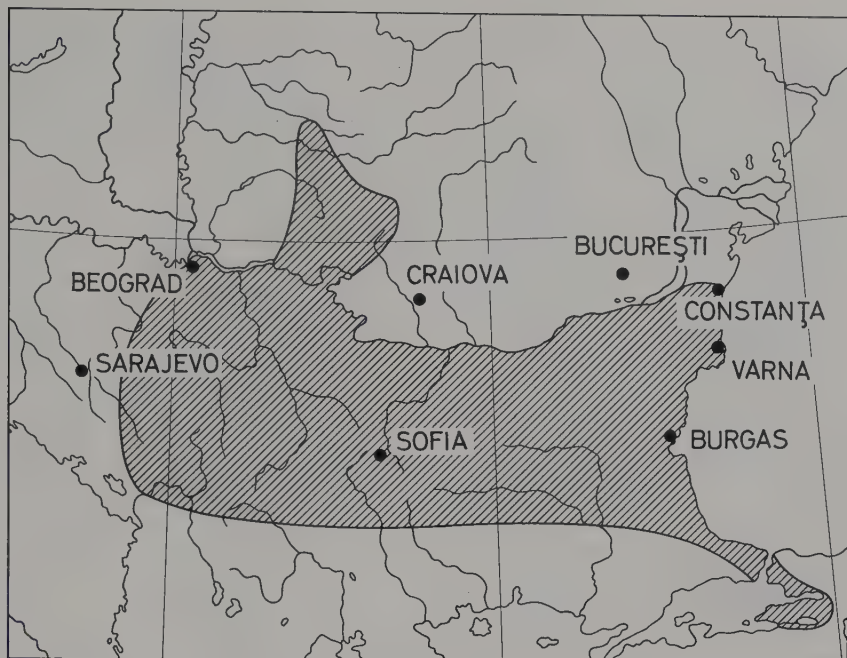 BUCUREŞTI
BEOGRAD
CRAIOVA
CONSTANŢA
SARAJEVO
VARNA
SOFIA
BURGAS